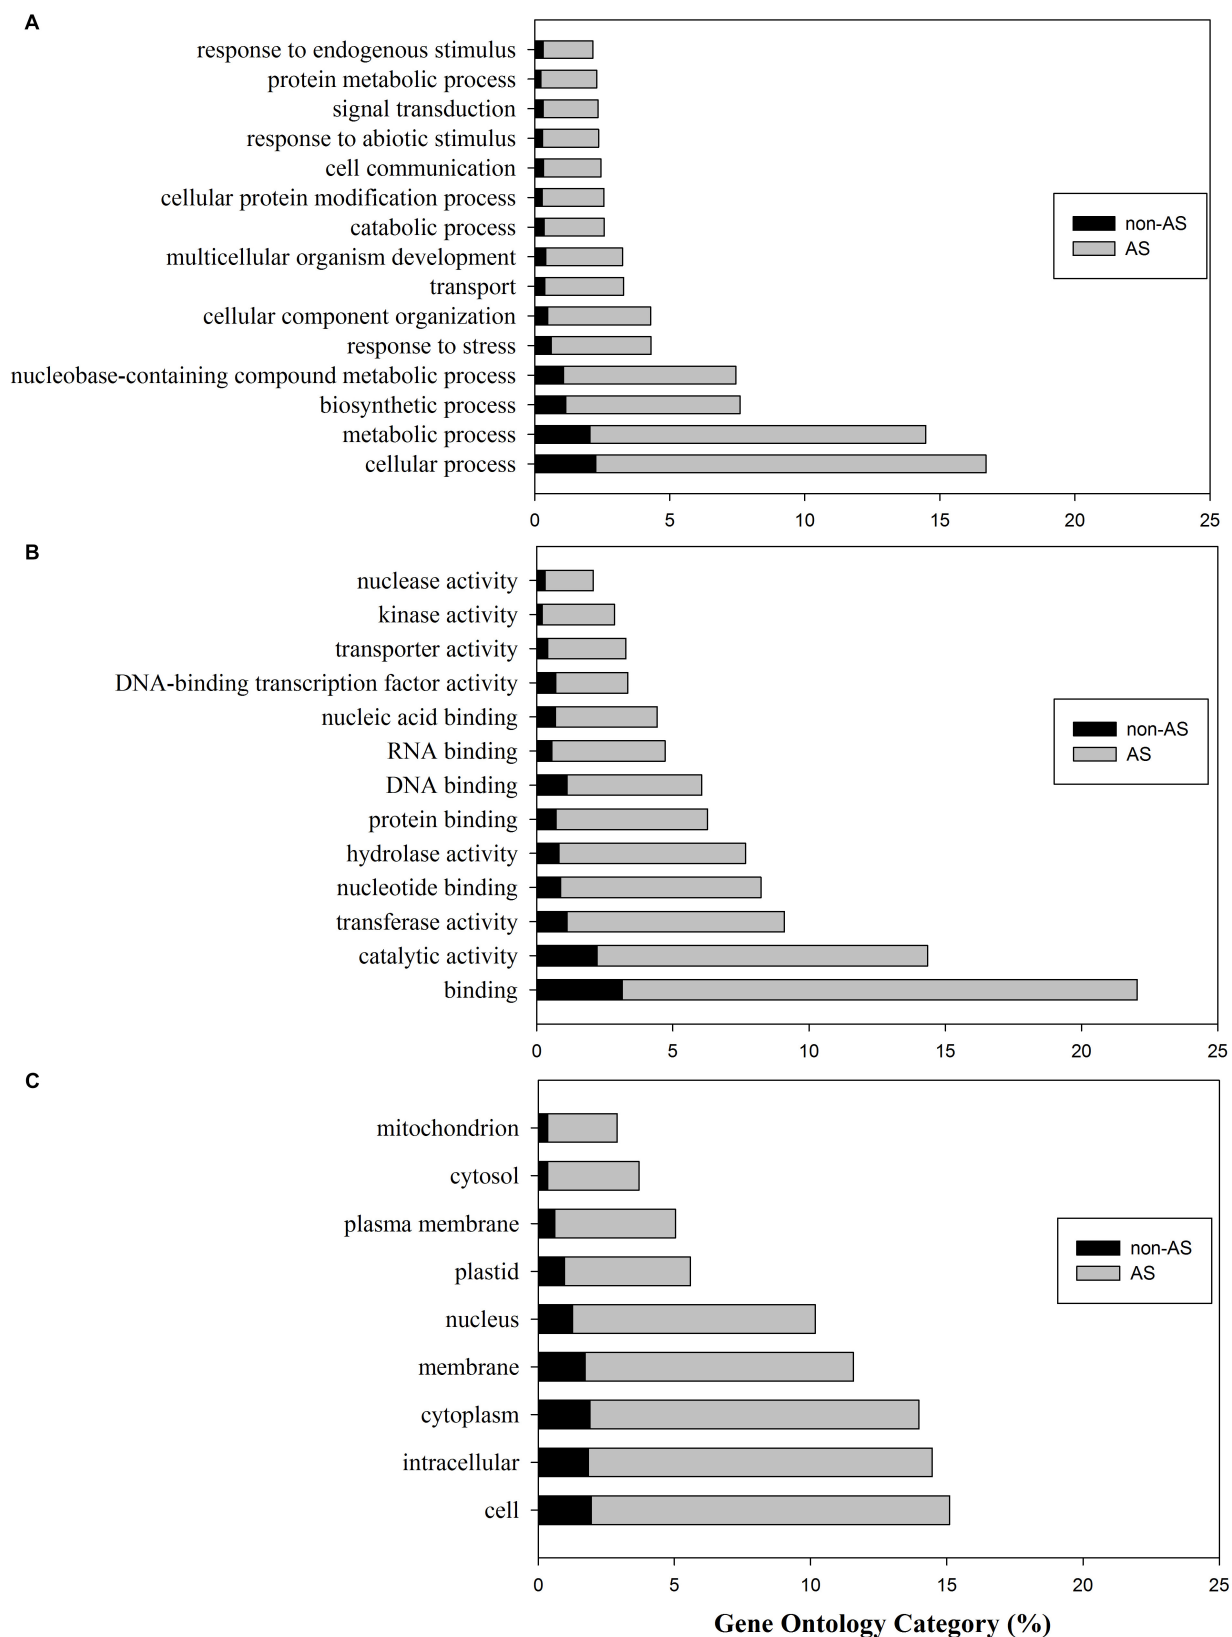 A
response to endogenous stimulus
protein metabolic process
signal transduction
response to abiotic stimulus
cell communication
cellular protein modification process
catabolic process
multicellular organism development
transport
cellular component organization
response to stress
nucleobase-containing compound metabolic process
biosynthetic process
metabolic process
cellular process
non-AS
AS
0 5 10 15 20 25
B
nuclease activity
kinase activity
transporter activity
DNA-binding transcription factor activity
nucleic acid binding
RNA binding
DNA binding
protein binding
hydrolase activity
nucleotide binding
transferase activity
catalytic activity
binding
non-AS
AS
0 5 10 15 20 25
C
mitochondrion
cytosol
plasma membrane
plastid
nucleus
membrane
cytoplasm
intracellular
cell
non-AS
AS
0 5 10 15 20 25
Gene Ontology Category (%)